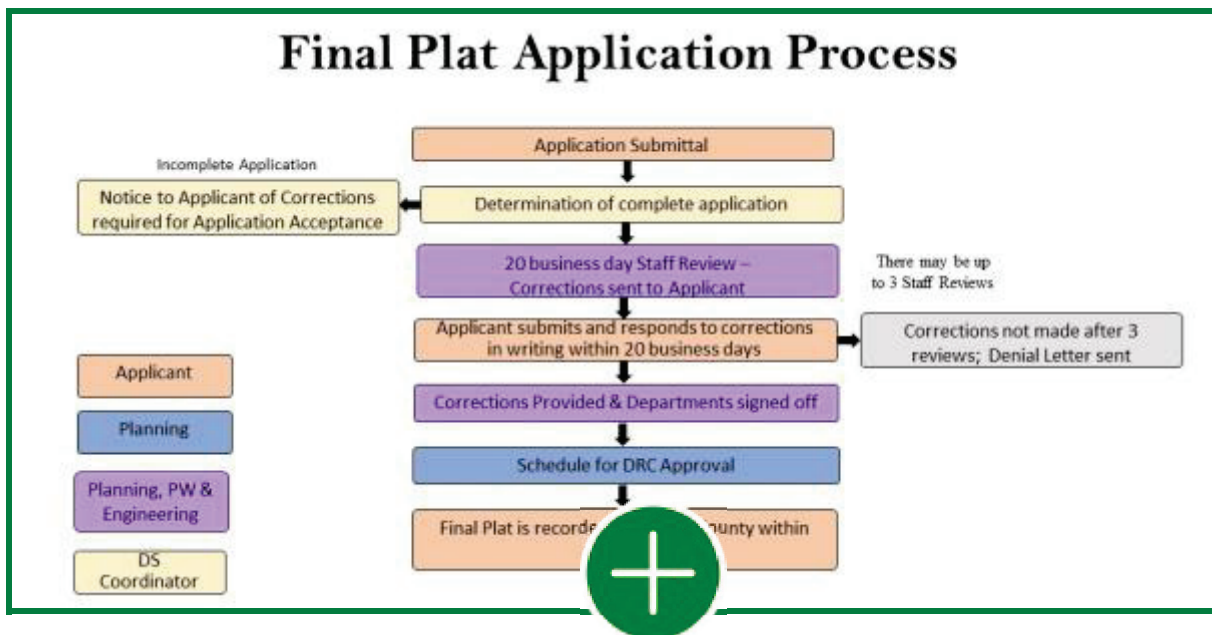 Final Plat Application Process
Application Submittal
Incomplete Application
Notice to Applicant of Corrections
required for Application Acceptance
Determination of complete application
20 business day Staff Review –
Corrections sent to Applicant
There may be up
to 3 Staff Reviews
Applicant submits and responds to corrections
in writing within 20 business days
Corrections not made after 3
reviews; Denial Letter sent
Corrections Provided & Departments signed off
Schedule for DRC Approval
Final Plat is within
Applicant
Planning
Planning, PW &
Engineering
DS
Coordinator